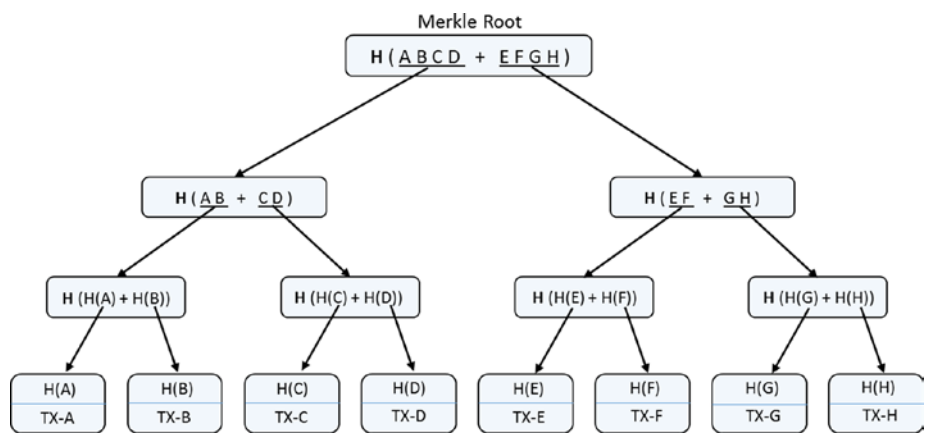 Merkle Root
H (A B C D + E F G H)
H (A B + C D)
H (E F + G H)
H (H(A) + H(B))
H (H(C) + H(D))
H (H(E) + H(F))
H (H(G) + H(H))
H(A)
TX-A
H(B)
TX-B
H(C)
TX-C
H(D)
TX-D
H(E)
TX-E
H(F)
TX-F
H(G)
TX-G
H(H)
TX-H